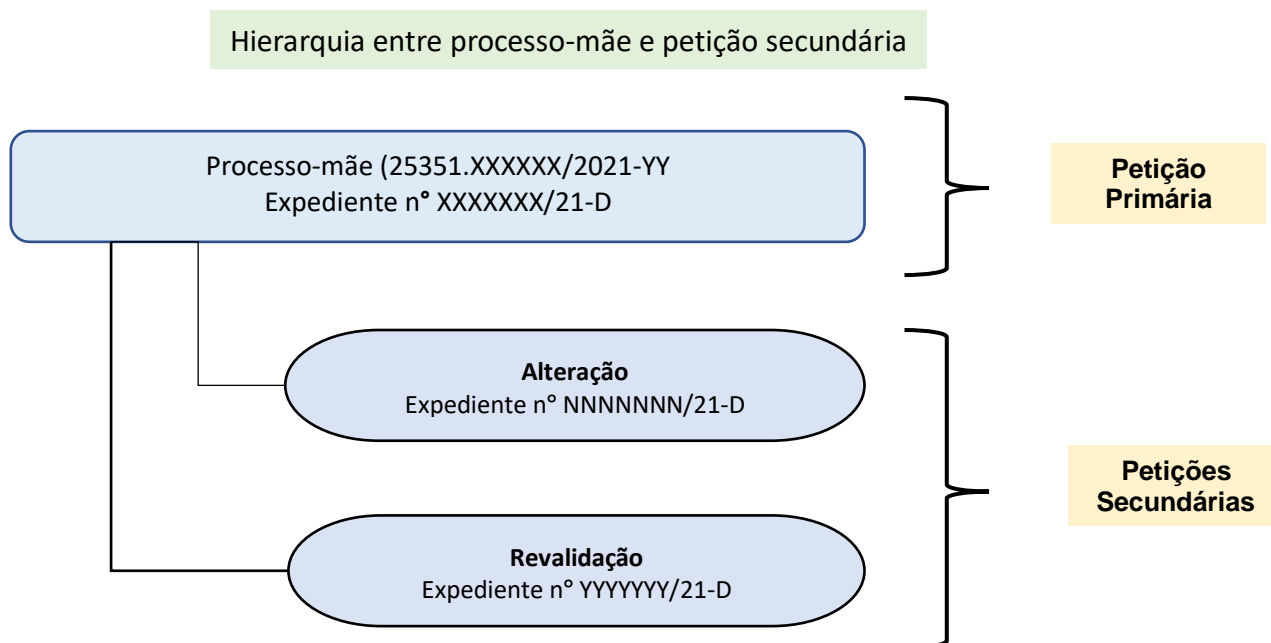 Hierarquia entre processo-mãe e petição secundária
Processo-mãe (25351.XXXXXX/2021-YY
Expediente n° XXXXXXX/21-D
Petição
Primária
Alteração
Expediente n° NNNNNNN/21-D
Petições
Secundárias
Revalidação
Expediente n° YYYYYYY/21-D